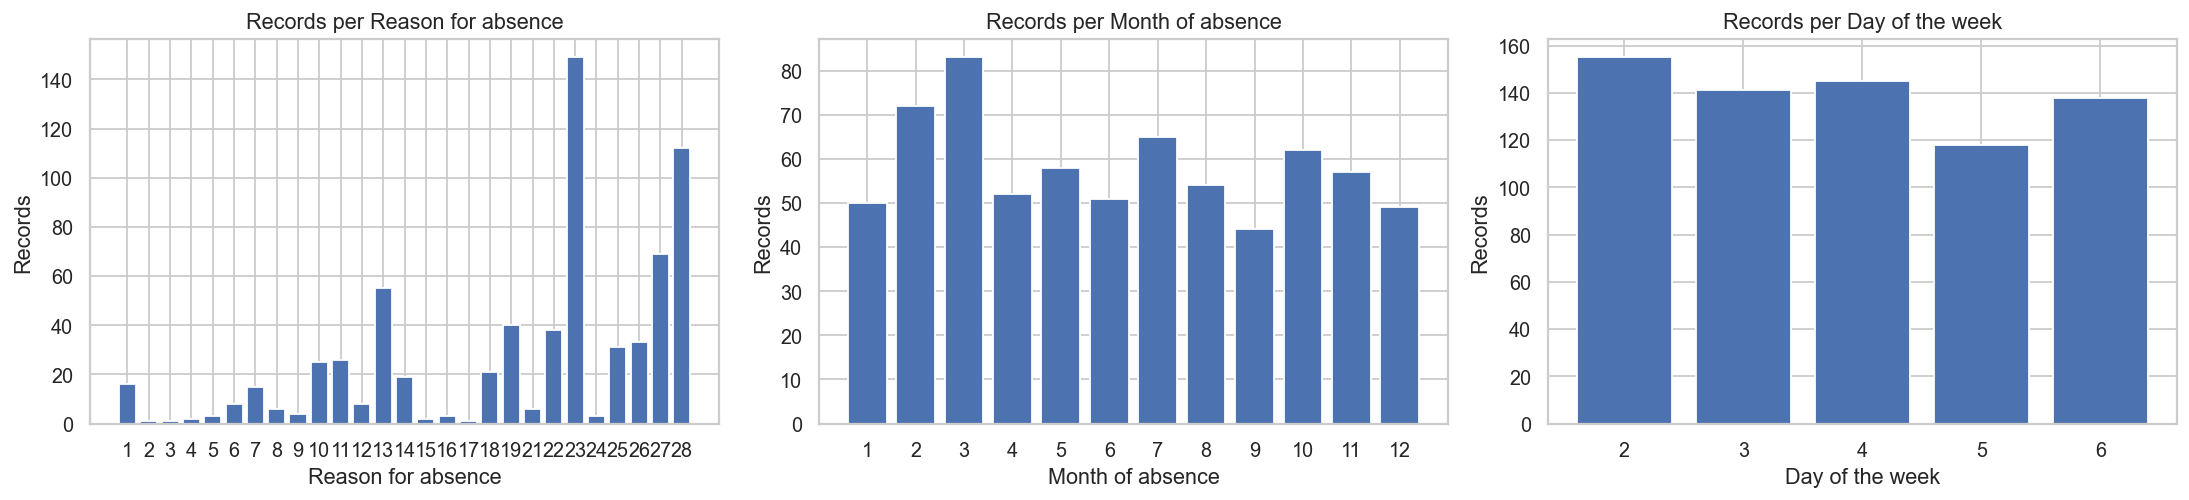 Records per Reason for absence
Records
140
120
100
80
60
40
20
0
1 2 3 4 5 6 7 8 9 10 11 12 13 14 15 16 17 18 19 21 22 23 24 25 26 27 28
Reason for absence
Records per Month of absence
Records
80
70
60
50
40
30
20
10
0
1 2 3 4 5 6 7 8 9 10 11 12
Month of absence
Records per Day of the week
Records
160
140
120
100
80
60
40
20
0
2 3 4 5 6
Day of the week